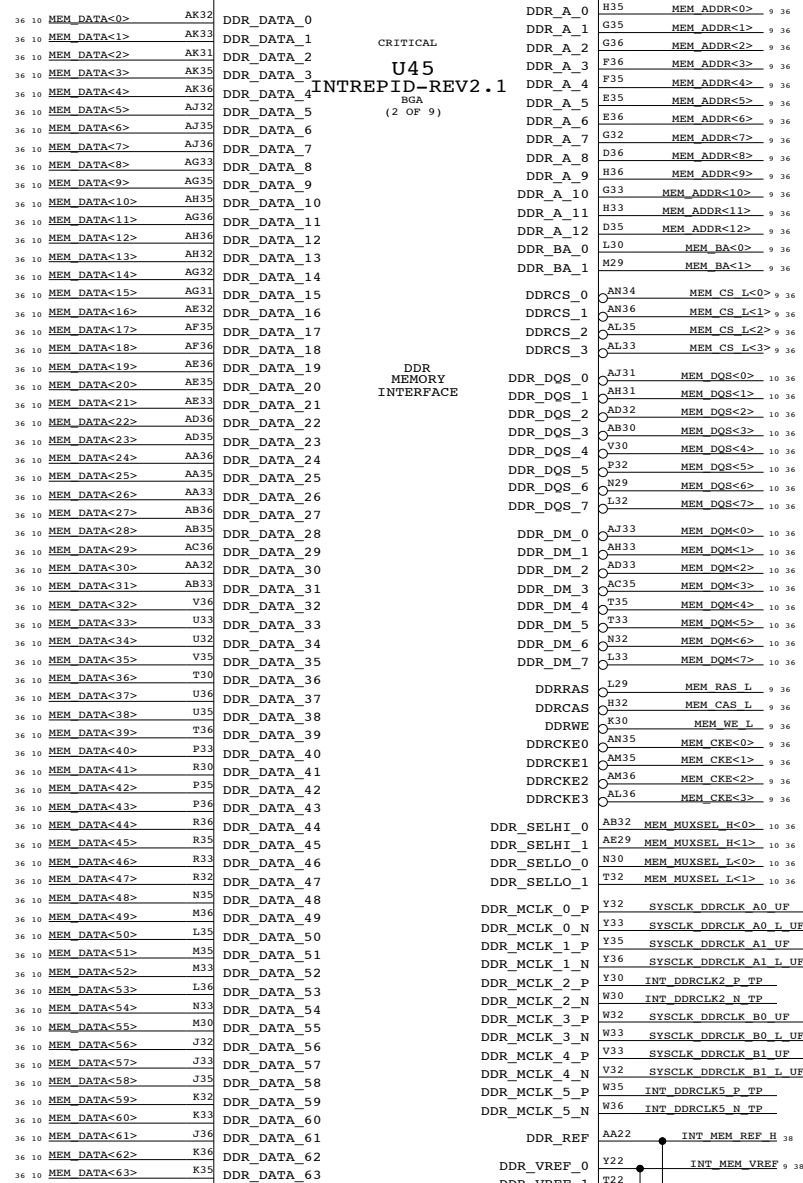 36 10 MEM_DATA<0> AK32 DDR_DATA_0
36 10 MEM_DATA<1> AK33 DDR_DATA_1
36 10 MEM_DATA<2> AK31 DDR_DATA_2
36 10 MEM_DATA<3> AK35 DDR_DATA_3
36 10 MEM_DATA<4> AK36 DDR_DATA_4
36 10 MEM_DATA<5> AJ32 DDR_DATA_5
36 10 MEM_DATA<6> AJ35 DDR_DATA_6
36 10 MEM_DATA<7> AJ36 DDR_DATA_7
36 10 MEM_DATA<8> AG33 DDR_DATA_8
36 10 MEM_DATA<9> AG35 DDR_DATA_9
36 10 MEM_DATA<10> AH35 DDR_DATA_10
36 10 MEM_DATA<11> AG36 DDR_DATA_11
36 10 MEM_DATA<12> AH36 DDR_DATA_12
36 10 MEM_DATA<13> AH32 DDR_DATA_13
36 10 MEM_DATA<14> AG32 DDR_DATA_14
36 10 MEM_DATA<15> AG31 DDR_DATA_15
36 10 MEM_DATA<16> AE32 DDR_DATA_16
36 10 MEM_DATA<17> AF35 DDR_DATA_17
36 10 MEM_DATA<18> AF36 DDR_DATA_18
36 10 MEM_DATA<19> AE36 DDR_DATA_19
36 10 MEM_DATA<20> AE35 DDR_DATA_20
36 10 MEM_DATA<21> AE33 DDR_DATA_21
36 10 MEM_DATA<22> AD36 DDR_DATA_22
36 10 MEM_DATA<23> AD35 DDR_DATA_23
36 10 MEM_DATA<24> AA36 DDR_DATA_24
36 10 MEM_DATA<25> AA35 DDR_DATA_25
36 10 MEM_DATA<26> AA33 DDR_DATA_26
36 10 MEM_DATA<27> AB36 DDR_DATA_27
36 10 MEM_DATA<28> AB35 DDR_DATA_28
36 10 MEM_DATA<29> AC36 DDR_DATA_29
36 10 MEM_DATA<30> AA32 DDR_DATA_30
36 10 MEM_DATA<31> AB33 DDR_DATA_31
36 10 MEM_DATA<32> V36 DDR_DATA_32
36 10 MEM_DATA<33> U33 DDR_DATA_33
36 10 MEM_DATA<34> U32 DDR_DATA_34
36 10 MEM_DATA<35> V35 DDR_DATA_35
36 10 MEM_DATA<36> T30 DDR_DATA_36
36 10 MEM_DATA<37> U36 DDR_DATA_37
36 10 MEM_DATA<38> U35 DDR_DATA_38
36 10 MEM_DATA<39> T36 DDR_DATA_39
36 10 MEM_DATA<40> P33 DDR_DATA_40
36 10 MEM_DATA<41> R30 DDR_DATA_41
36 10 MEM_DATA<42> P35 DDR_DATA_42
36 10 MEM_DATA<43> P36 DDR_DATA_43
36 10 MEM_DATA<44> R36 DDR_DATA_44
36 10 MEM_DATA<45> R35 DDR_DATA_45
36 10 MEM_DATA<46> R33 DDR_DATA_46
36 10 MEM_DATA<47> R32 DDR_DATA_47
36 10 MEM_DATA<48> N35 DDR_DATA_48
36 10 MEM_DATA<49> M36 DDR_DATA_49
36 10 MEM_DATA<50> L35 DDR_DATA_50
36 10 MEM_DATA<51> M35 DDR_DATA_51
36 10 MEM_DATA<52> M33 DDR_DATA_52
36 10 MEM_DATA<53> L36 DDR_DATA_53
36 10 MEM_DATA<54> N33 DDR_DATA_54
36 10 MEM_DATA<55> M30 DDR_DATA_55
36 10 MEM_DATA<56> J32 DDR_DATA_56
36 10 MEM_DATA<57> J33 DDR_DATA_57
36 10 MEM_DATA<58> J35 DDR_DATA_58
36 10 MEM_DATA<59> K32 DDR_DATA_59
36 10 MEM_DATA<60> K33 DDR_DATA_60
36 10 MEM_DATA<61> J36 DDR_DATA_61
36 10 MEM_DATA<62> K36 DDR_DATA_62
36 10 MEM_DATA<63> K35 DDR_DATA_63
CRITICAL
U45
INTREPID-REV2.1
BGA
(2 OF 9)
DDR
MEMORY
INTERFACE
DDR_A_0 H35 MEM_ADDR<0> 9 36
DDR_A_1 G35 MEM_ADDR<1> 9 36
DDR_A_2 G36 MEM_ADDR<2> 9 36
DDR_A_3 F36 MEM_ADDR<3> 9 36
DDR_A_4 F35 MEM_ADDR<4> 9 36
DDR_A_5 E35 MEM_ADDR<5> 9 36
DDR_A_6 E36 MEM_ADDR<6> 9 36
DDR_A_7 G32 MEM_ADDR<7> 9 36
DDR_A_8 D36 MEM_ADDR<8> 9 36
DDR_A_9 H36 MEM_ADDR<9> 9 36
DDR_A_10 G33 MEM_ADDR<10> 9 36
DDR_A_11 H33 MEM_ADDR<11> 9 36
DDR_A_12 D35 MEM_ADDR<12> 9 36
DDR_BA_0 L30 MEM_BA<0> 9 36
DDR_BA_1 M29 MEM_BA<1> 9 36
DDRCS_0 AN34 MEM_CS_L<0> 9 36
DDRCS_1 AN36 MEM_CS_L<1> 9 36
DDRCS_2 AL35 MEM_CS_L<2> 9 36
DDRCS_3 AL33 MEM_CS_L<3> 9 36
DDR_DQS_0 AJ31 MEM_DQS<0> 10 36
DDR_DQS_1 AH31 MEM_DQS<1> 10 36
DDR_DQS_2 AD32 MEM_DQS<2> 10 36
DDR_DQS_3 AB30 MEM_DQS<3> 10 36
DDR_DQS_4 V30 MEM_DQS<4> 10 36
DDR_DQS_5 P32 MEM_DQS<5> 10 36
DDR_DQS_6 N29 MEM_DQS<6> 10 36
DDR_DQS_7 L32 MEM_DQS<7> 10 36
DDR_DM_0 AJ33 MEM_DQM<0> 10 36
DDR_DM_1 AH33 MEM_DQM<1> 10 36
DDR_DM_2 AD33 MEM_DQM<2> 10 36
DDR_DM_3 AC35 MEM_DQM<3> 10 36
DDR_DM_4 T35 MEM_DQM<4> 10 36
DDR_DM_5 T33 MEM_DQM<5> 10 36
DDR_DM_6 N32 MEM_DQM<6> 10 36
DDR_DM_7 L33 MEM_DQM<7> 10 36
DDRRAS L29 MEM_RAS_L 9 36
DDRCAS H32 MEM_CAS_L 9 36
DDRWE K30 MEM_WE_L 9 36
DDRCKE0 AN35 MEM_CKE<0> 9 36
DDRCKE1 AM35 MEM_CKE<1> 9 36
DDRCKE2 AM36 MEM_CKE<2> 9 36
DDRCKE3 AL36 MEM_CKE<3> 9 36
DDR_SELHI_0 AB32 MEM_MUXSEL_H<0> 10 36
DDR_SELHI_1 AE29 MEM_MUXSEL_H<1> 10 36
DDR_SELLO_0 N30 MEM_MUXSEL_L<0> 10 36
DDR_SELLO_1 T32 MEM_MUXSEL_L<1> 10 36
DDR_MCLK_0_P Y32 SYSCLK_DDRCLK_A0_UF
DDR_MCLK_0_N Y33 SYSCLK_DDRCLK_A0_L_UF
DDR_MCLK_1_P Y35 SYSCLK_DDRCLK_A1_UF
DDR_MCLK_1_N Y36 SYSCLK_DDRCLK_A1_L_UF
DDR_MCLK_2_P Y30 INT_DDRCLK2_P_TP
DDR_MCLK_2_N W30 INT_DDRCLK2_N_TP
DDR_MCLK_3_P W32 SYSCLK_DDRCLK_B0_UF
DDR_MCLK_3_N W33 SYSCLK_DDRCLK_B0_L_UF
DDR_MCLK_4_P V33 SYSCLK_DDRCLK_B1_UF
DDR_MCLK_4_N V32 SYSCLK_DDRCLK_B1_L_UF
DDR_MCLK_5_P W35 INT_DDRCLK5_P_TP
DDR_MCLK_5_N W36 INT_DDRCLK5_N_TP
DDR_REF AA22 INT_MEM_REF_H 38
DDR_VREF_0 Y22 INT_MEM_VREF 9 38
DDR_VREF_1 T22